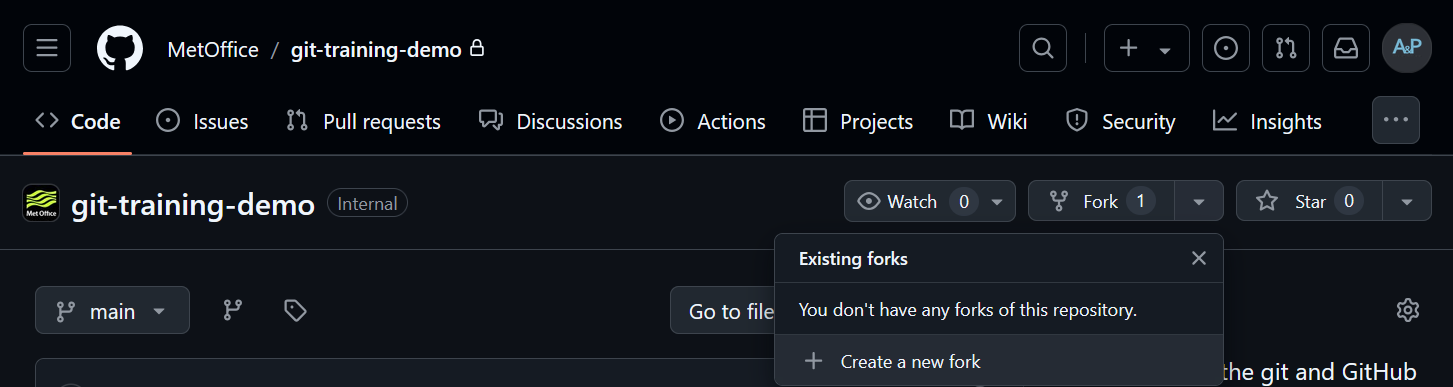 MetOffice / git-training-demo
A&P
Code Issues Pull requests Discussions Actions Projects Wiki Security Insights
Met Office git-training-demo Internal Watch 0 Fork 1 Star 0
Existing forks
main Go to file You don't have any forks of this repository.
Create a new fork
the git and GitHub